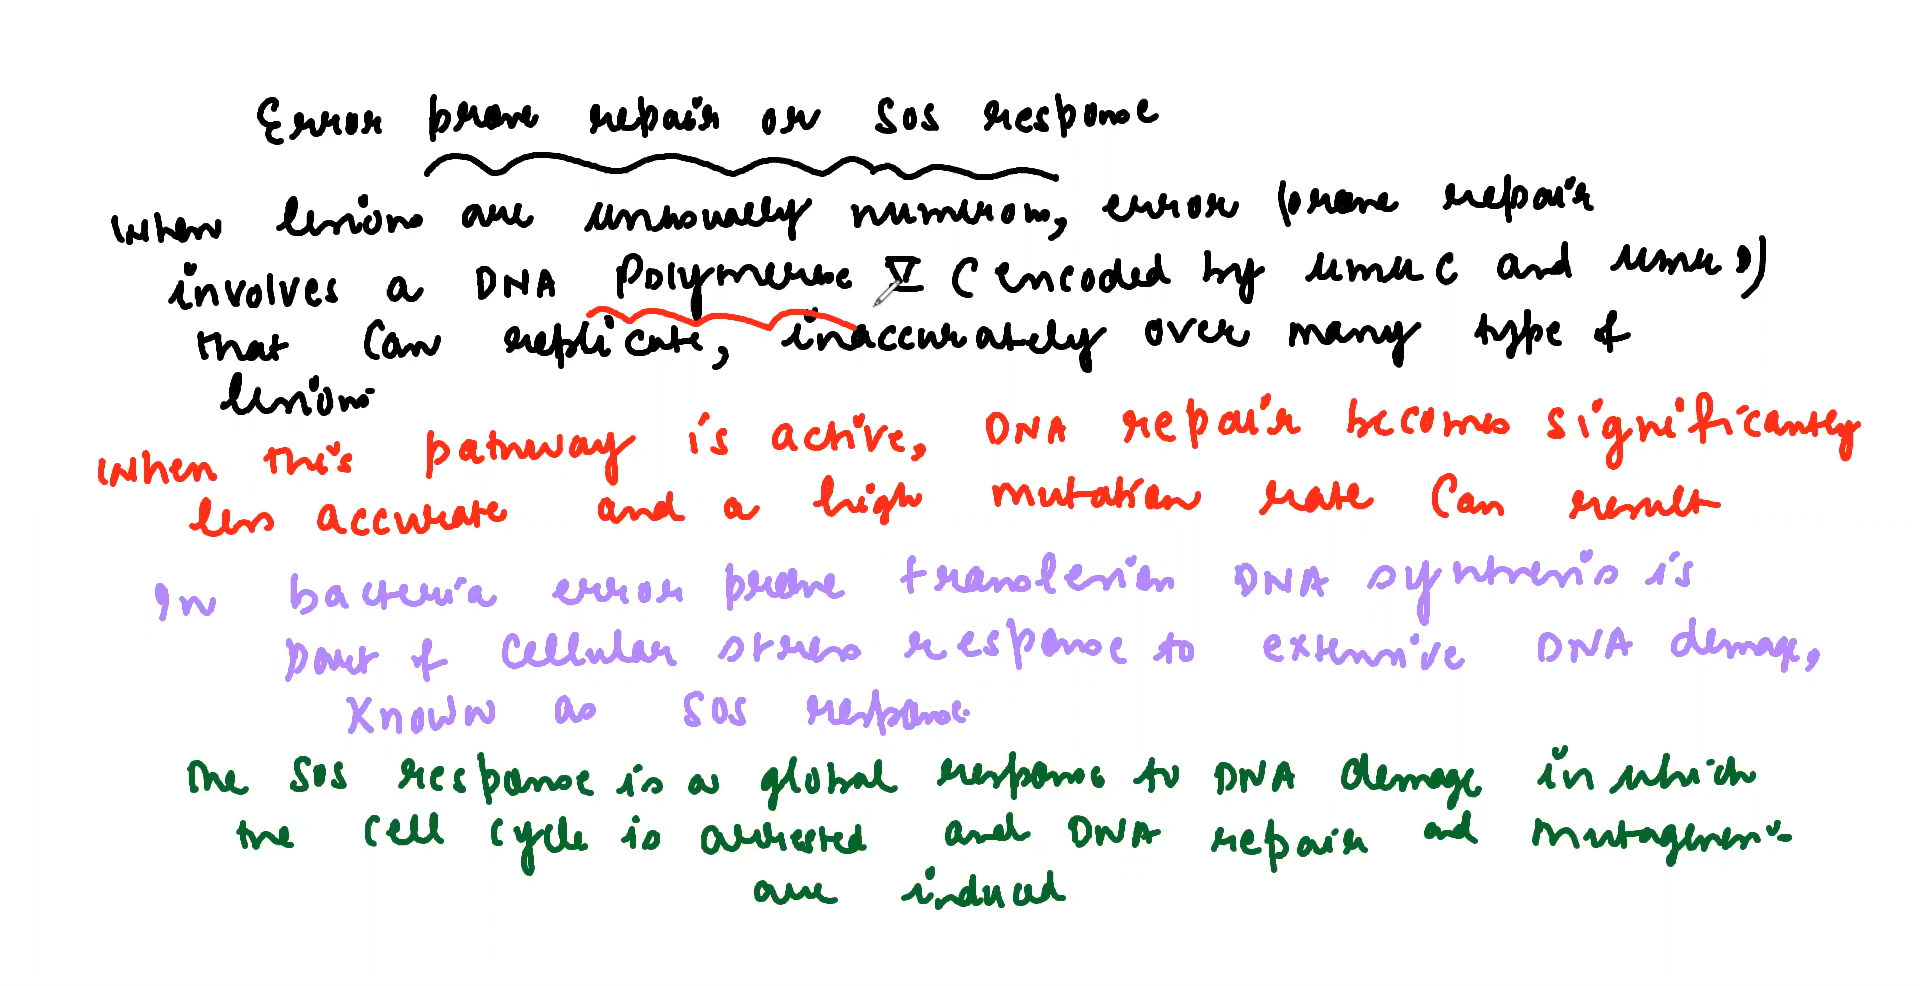 Error prone repair or SOS response
When lesions are unusually numerous, error prone repair
involves a DNA Polymerase V (encoded by umuC and umuD)
that can replicate, inaccurately over many type of
lesions
When this pathway is active, DNA repair becomes significantly
less accurate and a high mutation rate can result
In bacteria error prone translesion DNA synthesis is
part of cellular stress response to extensive DNA demage,
known as SOS response.
The SOS response is a global response to DNA demage in which
the cell cycle is arrested and DNA repair and mutagenesis
are induced